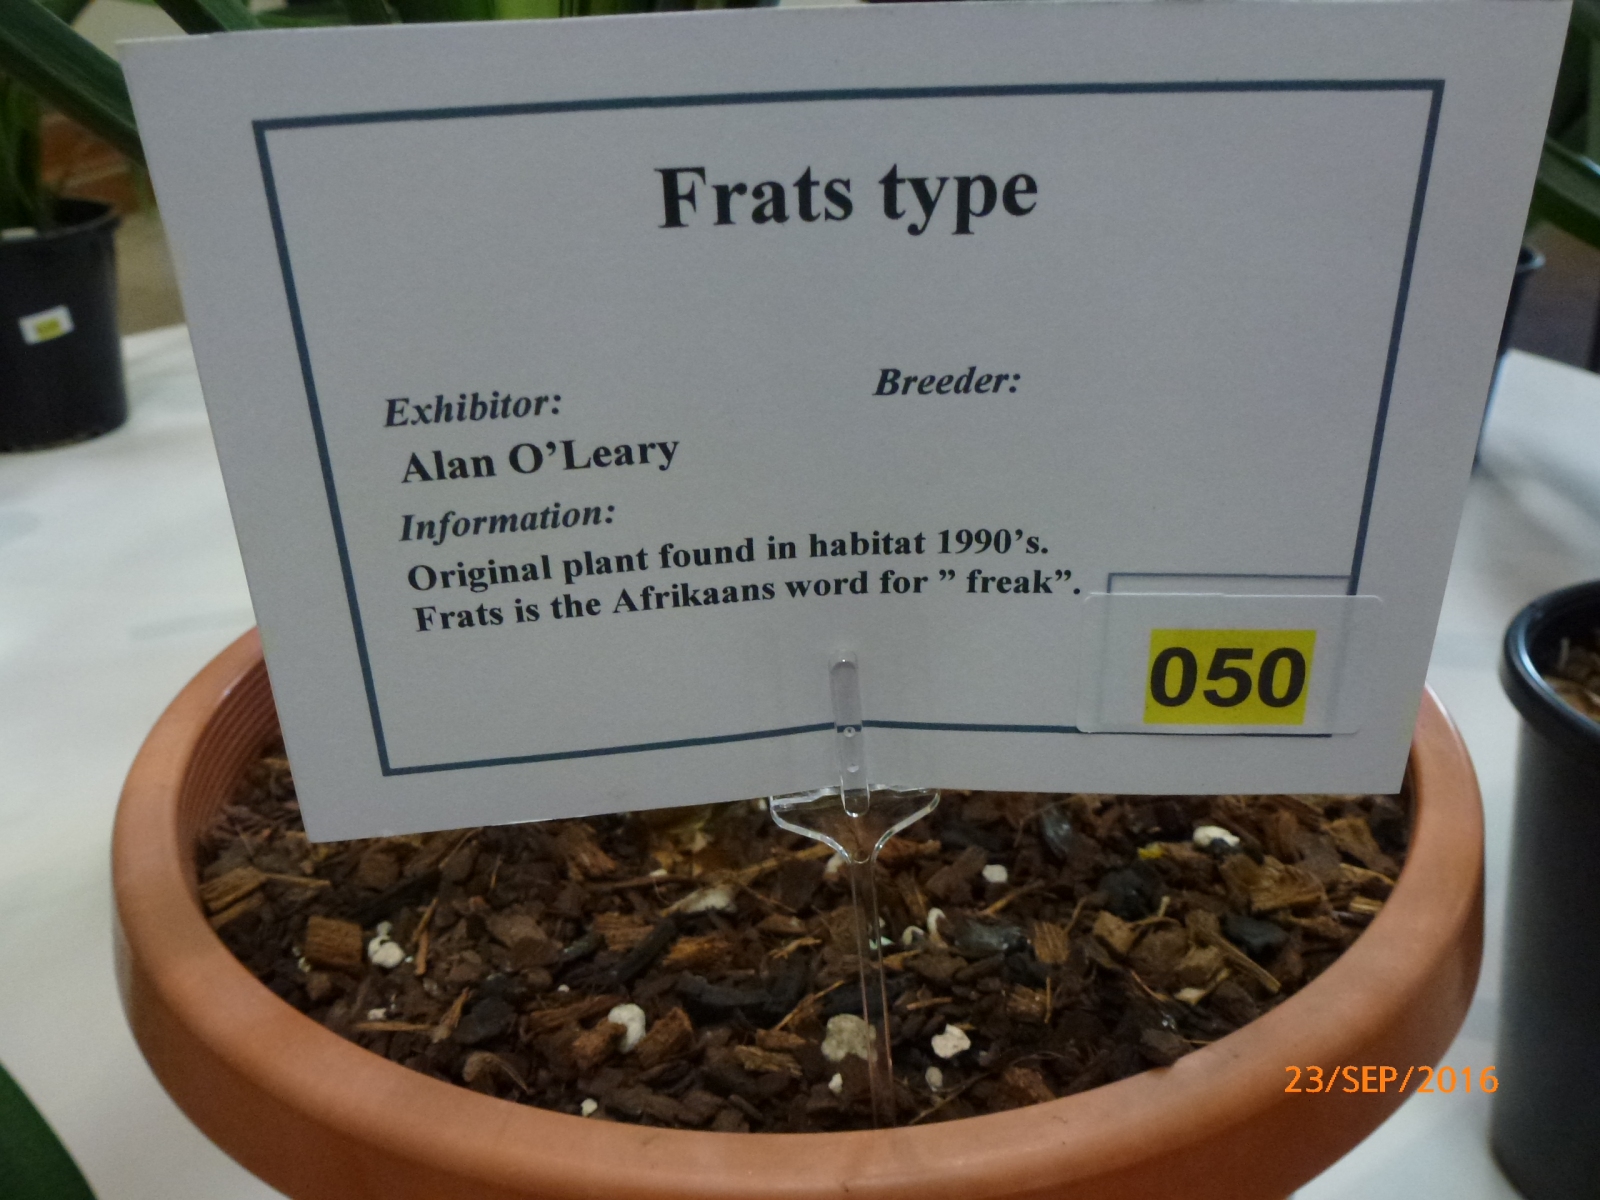 Frats type
Exhibitor:
Breeder:
Alan O’Leary
Information:
Original plant found in habitat 1990’s.
Frats is the Afrikaans word for ” freak”.
050
23/SEP/2016